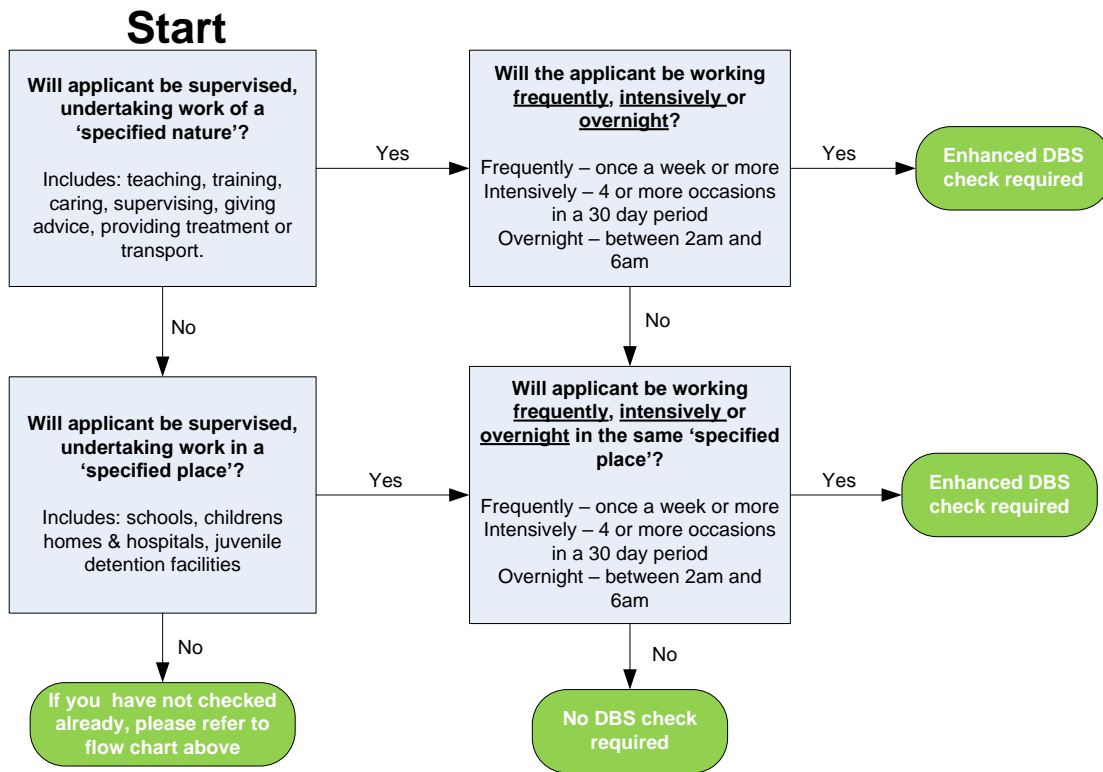 Start
Will applicant be supervised,
undertaking work of a
‘specified nature’?
Includes: teaching, training,
caring, supervising, giving
advice, providing treatment or
transport.
Yes
Will the applicant be working
frequently, intensively or
overnight?
Frequently – once a week or more
Intensively – 4 or more occasions
in a 30 day period
Overnight – between 2am and
6am
Yes
Enhanced DBS
check required
No
No
Will applicant be supervised,
undertaking work in a
‘specified place’?
Includes: schools, childrens
homes & hospitals, juvenile
detention facilities
Yes
Will applicant be working
frequently, intensively or
overnight in the same ‘specified
place’?
Frequently – once a week or more
Intensively – 4 or more occasions
in a 30 day period
Overnight – between 2am and
6am
Yes
Enhanced DBS
check required
No
No
If you have not checked
already, please refer to
flow chart above
No DBS check
required